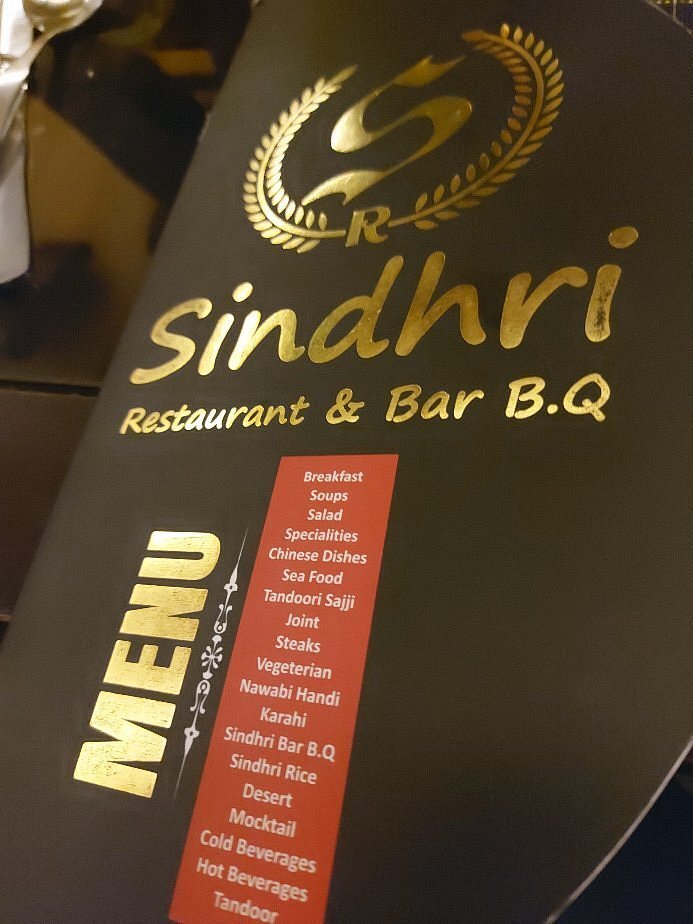 S
R
Sindhri
Restaurant & Bar B.Q
MENU
Breakfast
Soups
Salad
Specialities
Chinese Dishes
Sea Food
Tandoori Sajji
Joint
Steaks
Vegeterian
Nawabi Handi
Karahi
Sindhri Bar B.Q
Sindhri Rice
Desert
Mocktail
Cold Beverages
Hot Beverages
Tandoor